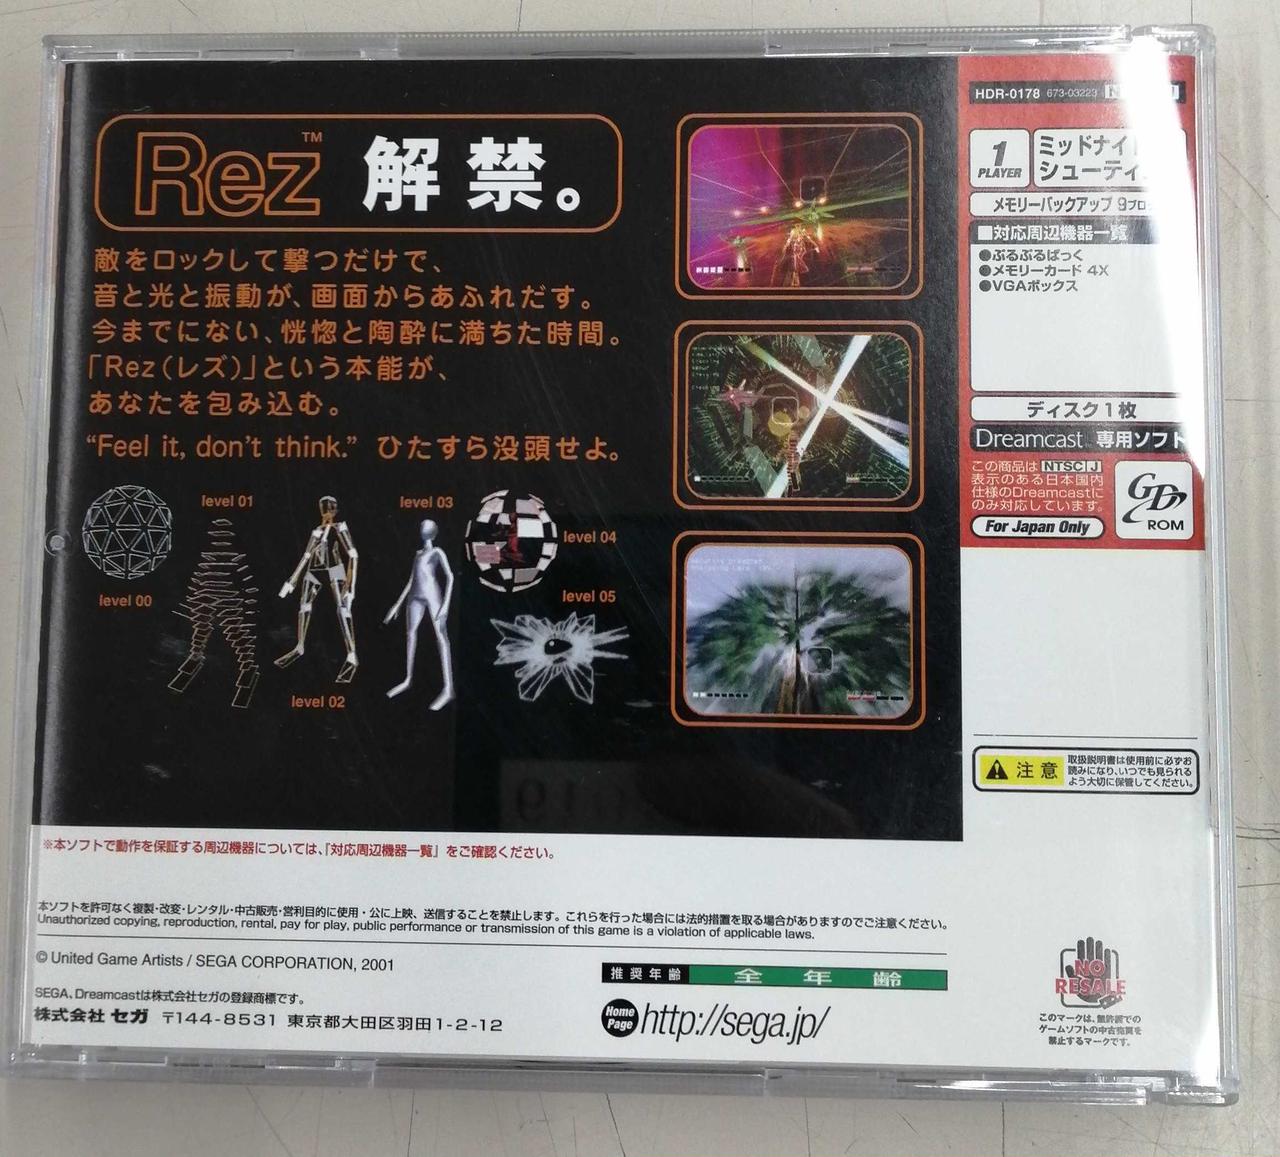 Rez™ 解禁。
敵をロックして撃つだけで、
音と光と振動が、画面からあふれだす。
今までにない、恍惚と陶酔に満ちた時間。
「Rez(レズ)」という本能が、
あなたを包み込む。
“Feel it, don't think.” ひたすら没頭せよ。
level 00
level 01
level 02
level 03
level 04
level 05
HDR-0178 673-03223
1
PLAYER
ミッドナイト
シューティ
メモリーバックアップ 9ブロ
■対応周辺機器一覧
●ぷるぷるぱっく
●メモリーカード 4X
●VGAボックス
ディスク1枚
Dreamcast 専用ソフト
この商品は NTSC J
表示のある日本国内
仕様のDreamcastに
のみ対応しています。
For Japan Only
GD
ROM
注意
取扱説明書は使用前に必ずお
読みになり、いつでも見られる
よう大切に保管してください。
※本ソフトで動作を保証する周辺機器については、「対応周辺機器一覧」をご確認ください。
本ソフトを許可なく複製・改変・レンタル・中古販売・営利目的に使用・公に上映、送信することを禁止します。これらを行った場合には法的措置を取る場合がありますのでご注意ください。
Unauthorized copying, reproduction, rental, pay for play, public performance or transmission of this game is a violation of applicable laws.
© United Game Artists / SEGA CORPORATION, 2001
SEGA、Dreamcastは株式会社セガの登録商標です。
株式会社 セガ 〒144-8531 東京都大田区羽田1-2-12
推奨年齢 全年齢
Home
Page
http://sega.jp/
NO
RESALE
このマークは、無許諾での
ゲームソフトの中古売買を
禁止するマークです。